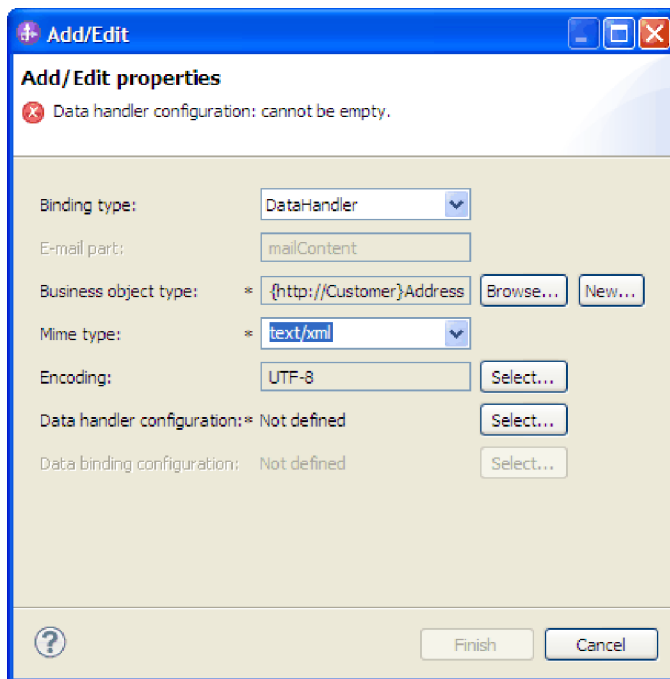 Add/Edit
Add/Edit properties
Data handler configuration: cannot be empty.
Binding type: DataHandler
E-mail part: mailContent
Business object type: * {http://Customer}Address Browse... New...
Mime type: * text/xml
Encoding: UTF-8 Select...
Data handler configuration:* Not defined Select...
Data binding configuration: Not defined Select...
? Finish Cancel